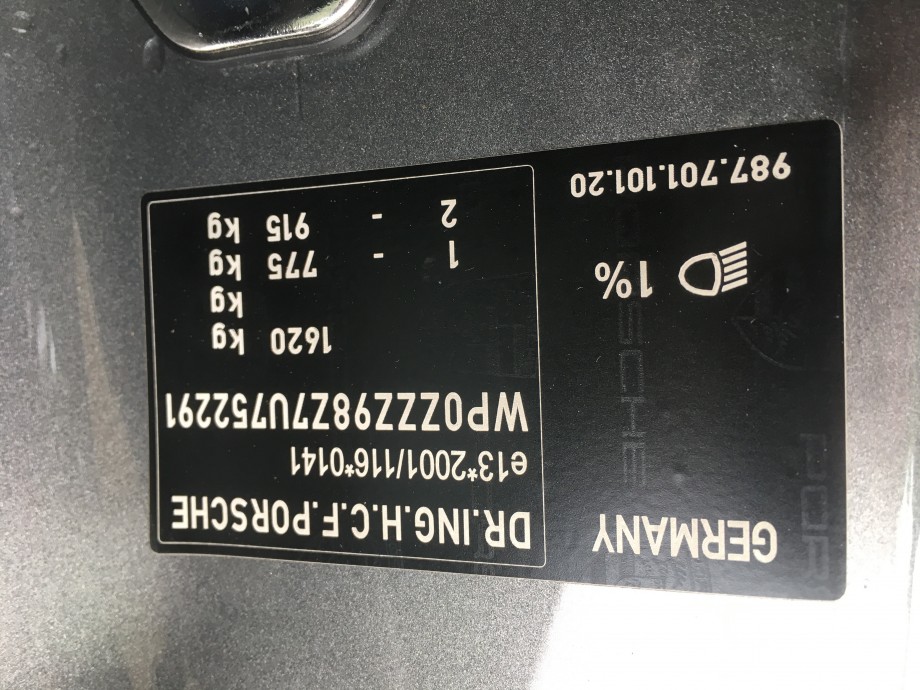 GERMANY
DR.ING.H.C.F.PORSCHE
e13*2001/116*0141
WP0ZZZ98Z7U752291
1620 kg
kg
1 - 775 kg
2 - 915 kg
1%
987.701.101.20